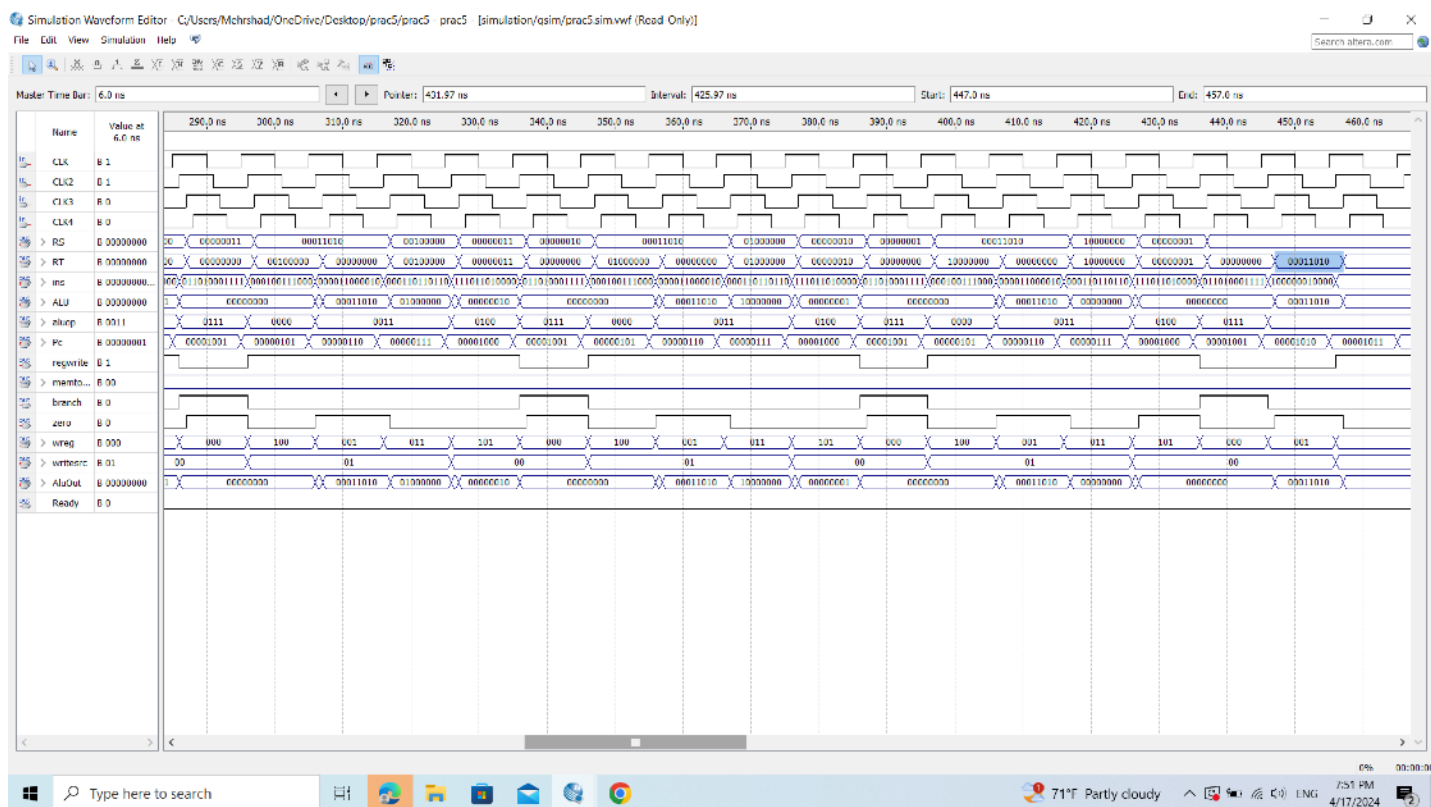 Simulation Waveform Editor - C:/Users/Mehrshad/OneDrive/Desktop/prac5/prac5 - prac5 - [simulation/qsim/prac5.sim.vwf (Read-Only)]
File Edit View Simulation Help
Search altera.com
Master Time Bar: 6.0 ns Pointer: 431.97 ns Interval: 425.97 ns Start: 447.0 ns End: 457.0 ns
Name Value at 6.0 ns 290.0 ns 300.0 ns 310.0 ns 320.0 ns 330.0 ns 340.0 ns 350.0 ns 360.0 ns 370.0 ns 380.0 ns 390.0 ns 400.0 ns 410.0 ns 420.0 ns 430.0 ns 440.0 ns 450.0 ns 460.0 ns
CLK B 1
CLK2 B 1
CLK3 B 0
CLK4 B 0
RS B 00000000 00000011 00011010 00100000 00000011 00000010 00011010 01000000 00000010 00000001 00011010 10000000 00000001
RT B 00000000 00000000 00100000 00000000 00100000 00000011 00000000 01000000 00000000 01000000 00000010 00000000 10000000 00000000 10000000 00000001 00000000 00011010
ins B 00000000...
ALU B 00000000 00000000 00011010 01000000 00000010 00000000 00011010 10000000 00000001 00000000 00011010 00000000 00000000 00011010
aluop B 0011 0111 0000 0011 0100 0111 0000 0011 0100 0111 0000 0011 0100 0111
Pc B 00000001 00001001 00000101 00000110 00000111 00001000 00001001 00000101 00000110 00000111 00001000 00001001 00000101 00000110 00000111 00001000 00001001 00001010 00001011
regwrite B 1
memto... B 00
branch B 0
zero B 0
wreg B 000 000 100 001 011 101 000 100 001 011 101 000 100 001 011 101 000 001
writesrc B 01 00 01 00 01 00 01 00
AluOut B 00000000 00000000 00011010 01000000 00000010 00000000 00011010 10000000 00000001 00000000 00011010 00000000 00000000 00011010
Ready B 0
0% 00:00:0
Type here to search
71°F Partly cloudy
ENG
7:51 PM
4/17/2024